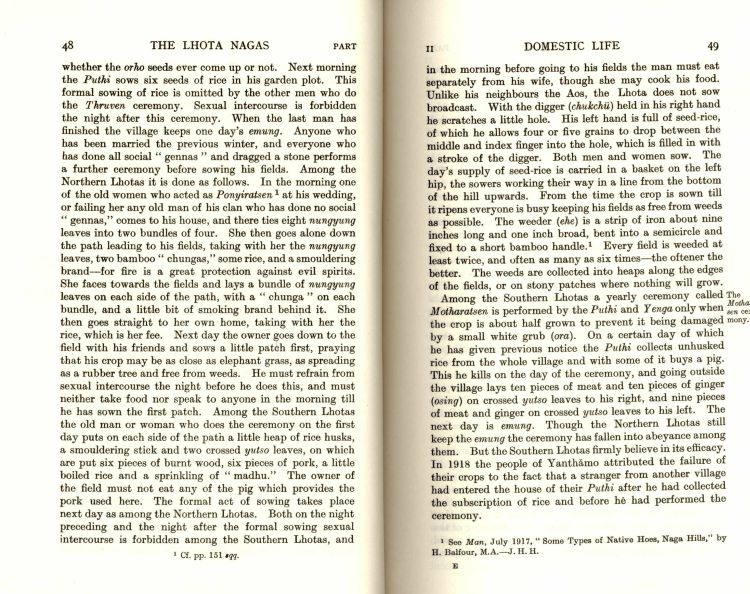 48 THE LHOTA NAGAS PART
whether the orho seeds ever come up or not. Next morning
the Puthi sows six seeds of rice in his garden plot. This
formal sowing of rice is omitted by the other men who do
the Thruven ceremony. Sexual intercourse is forbidden
the night after this ceremony. When the last man has
finished the village keeps one day's emung. Anyone who
has been married the previous winter, and everyone who
has done all social " gennas " and dragged a stone performs
a further ceremony before sowing his fields. Among the
Northern Lhotas it is done as follows. In the morning one
of the old women who acted as Ponyiratsen¹ at his wedding,
or failing her any old man of his clan who has done no social
" gennas," comes to his house, and there ties eight nungyung
leaves into two bundles of four. She then goes alone down
the path leading to his fields, taking with her the nungyung
leaves, two bamboo " chungas," some rice, and a smouldering
brand—for fire is a great protection against evil spirits.
She faces towards the fields and lays a bundle of nungyung
leaves on each side of the path, with a " chunga " on each
bundle, and a little bit of smoking brand behind it. She
then goes straight to her own home, taking with her the
rice, which is her fee. Next day the owner goes down to the
field with his friends and sows a little patch first, praying
that his crop may be as close as elephant grass, as spreading
as a rubber tree and free from weeds. He must refrain from
sexual intercourse the night before he does this, and must
neither take food nor speak to anyone in the morning till
he has sown the first patch. Among the Southern Lhotas
the old man or woman who does the ceremony on the first
day puts on each side of the path a little heap of rice husks,
a smouldering stick and two crossed yutso leaves, on which
are put six pieces of burnt wood, six pieces of pork, a little
boiled rice and a sprinkling of " madhu." The owner of
the field must not eat any of the pig which provides the
pork used here. The formal act of sowing takes place
next day as among the Northern Lhotas. Both on the night
preceding and the night after the formal sowing sexual
intercourse is forbidden among the Southern Lhotas, and
¹ Cf. pp. 151 sqq.
II DOMESTIC LIFE 49
in the morning before going to his fields the man must eat
separately from his wife, though she may cook his food.
Unlike his neighbours the Aos, the Lhota does not sow
broadcast. With the digger (chukchü) held in his right hand
he scratches a little hole. His left hand is full of seed-rice,
of which he allows four or five grains to drop between the
middle and index finger into the hole, which is filled in with
a stroke of the digger. Both men and women sow. The
day's supply of seed-rice is carried in a basket on the left
hip, the sowers working their way in a line from the bottom
of the hill upwards. From the time the crop is sown till
it ripens everyone is busy keeping his fields as free from weeds
as possible. The weeder (ehe) is a strip of iron about nine
inches long and one inch broad, bent into a semicircle and
fixed to a short bamboo handle.¹ Every field is weeded at
least twice, and often as many as six times—the oftener the
better. The weeds are collected into heaps along the edges
of the fields, or on stony patches where nothing will grow.
Among the Southern Lhotas a yearly ceremony called
Motharatsen is performed by the Puthi and Yenga only when
the crop is about half grown to prevent it being damaged
by a small white grub (ora). On a certain day of which
he has given previous notice the Puthi collects unhusked
rice from the whole village and with some of it buys a pig.
This he kills on the day of the ceremony, and going outside
the village lays ten pieces of meat and ten pieces of ginger
(osing) on crossed yutso leaves to his right, and nine pieces
of meat and ginger on crossed yutso leaves to his left. The
next day is emung. Though the Northern Lhotas still
keep the emung the ceremony has fallen into abeyance among
them. But the Southern Lhotas firmly believe in its efficacy.
In 1918 the people of Yanthámo attributed the failure of
their crops to the fact that a stranger from another village
had entered the house of their Puthi after he had collected
the subscription of rice and before he had performed the
ceremony.
The
Motha
sen ce
mony.
¹ See Man, July 1917, " Some Types of Native Hoes, Naga Hills," by
H. Balfour, M.A.—J. H. H.
E